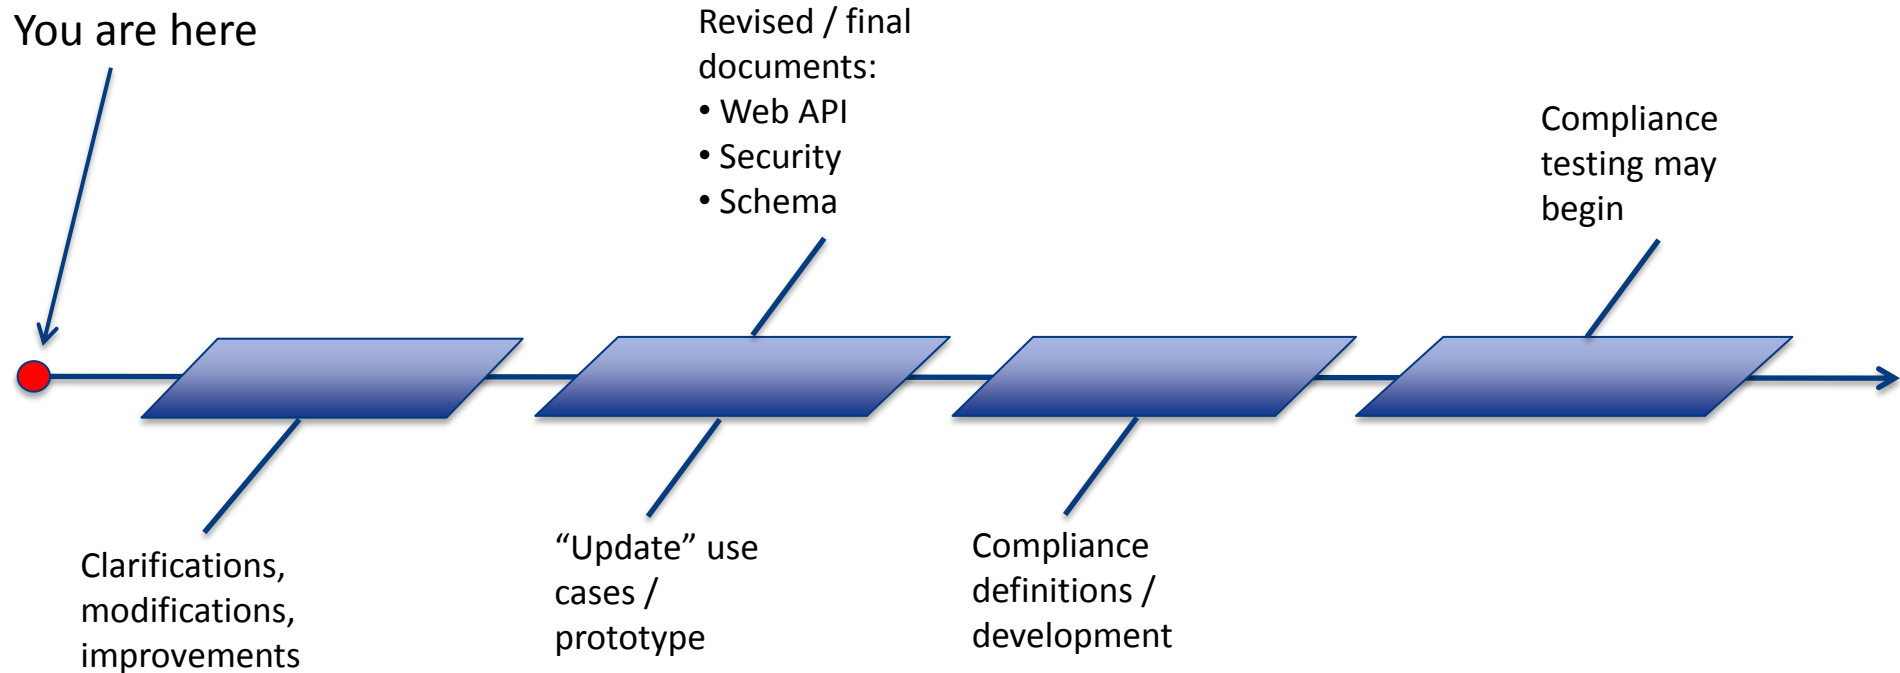 You are here
Revised / final
documents:
• Web API
• Security
• Schema
Compliance
testing may
begin
Clarifications,
modifications,
improvements
“Update” use
cases /
prototype
Compliance
definitions /
development